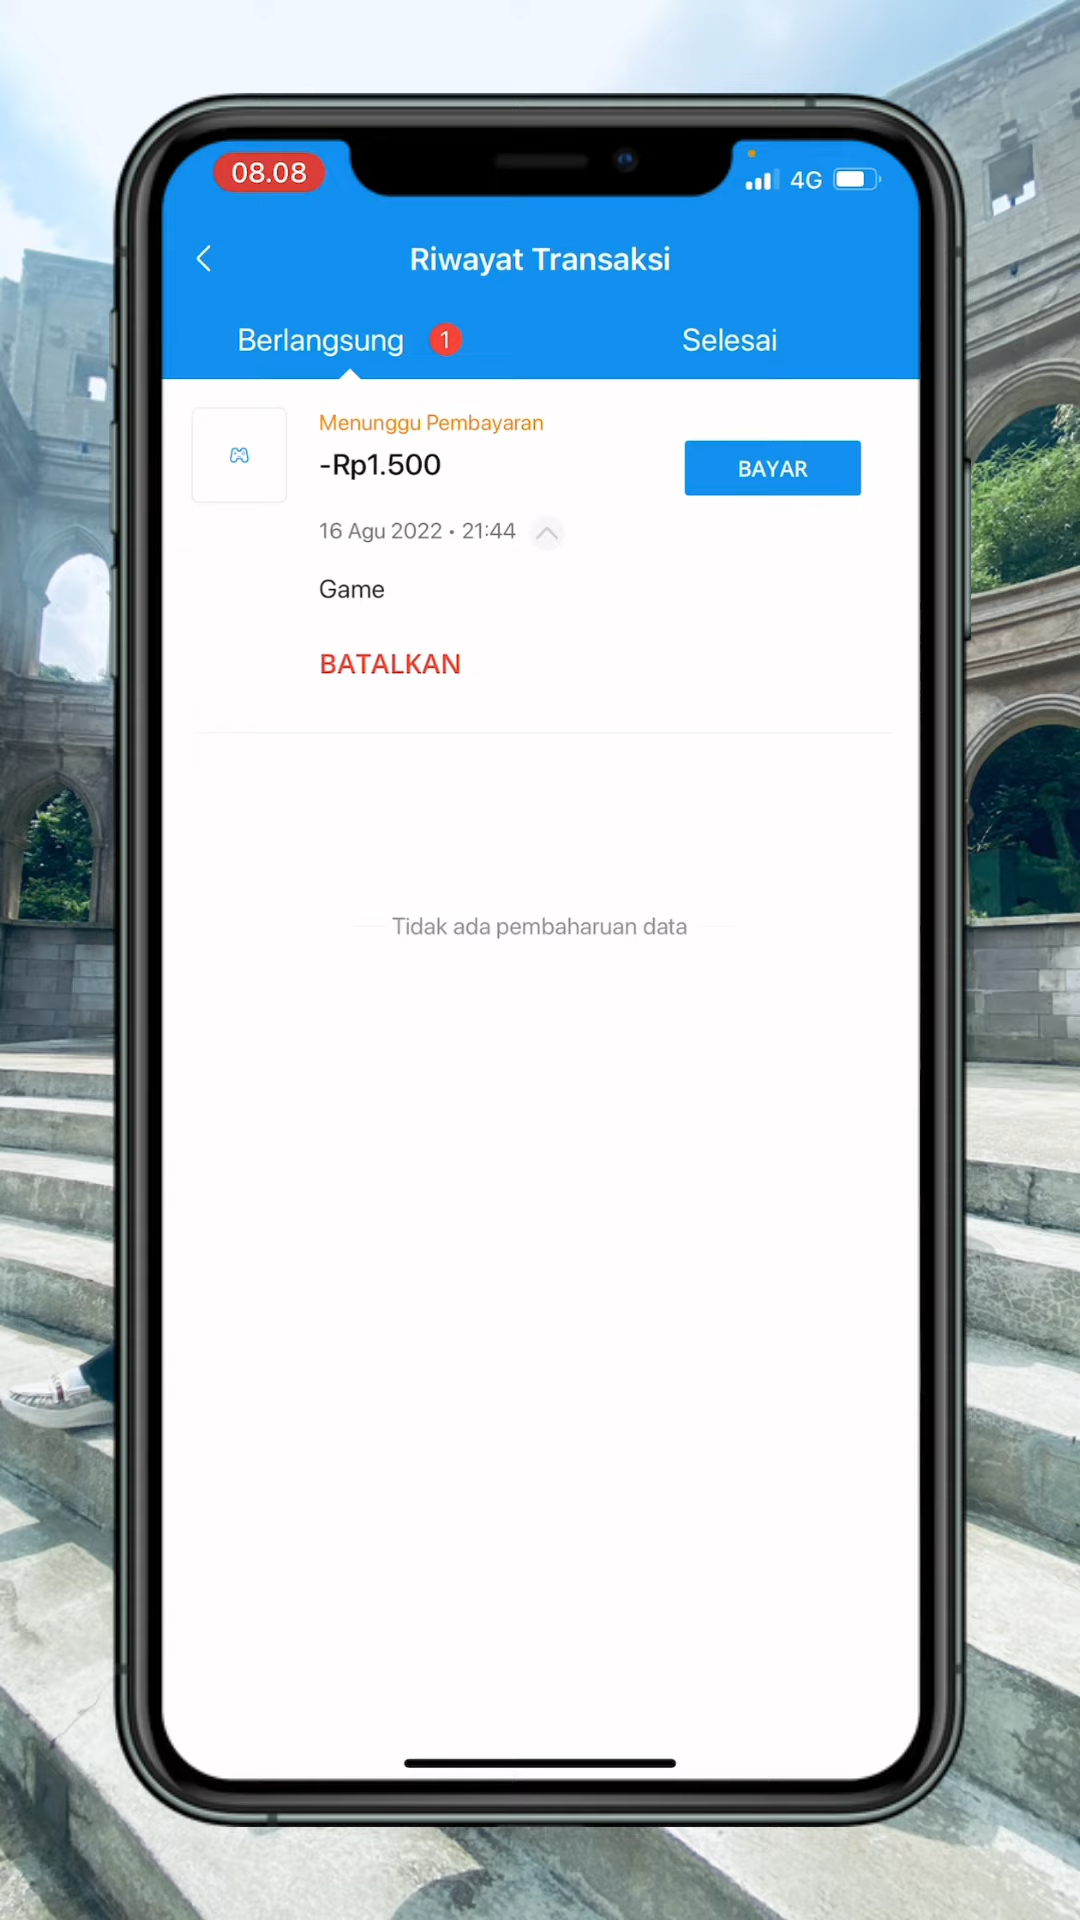 08.08
4G
Riwayat Transaksi
Berlangsung 1
Selesai
Menunggu Pembayaran
-Rp1.500
BAYAR
16 Agu 2022 • 21:44
Game
BATALKAN
Tidak ada pembaharuan data